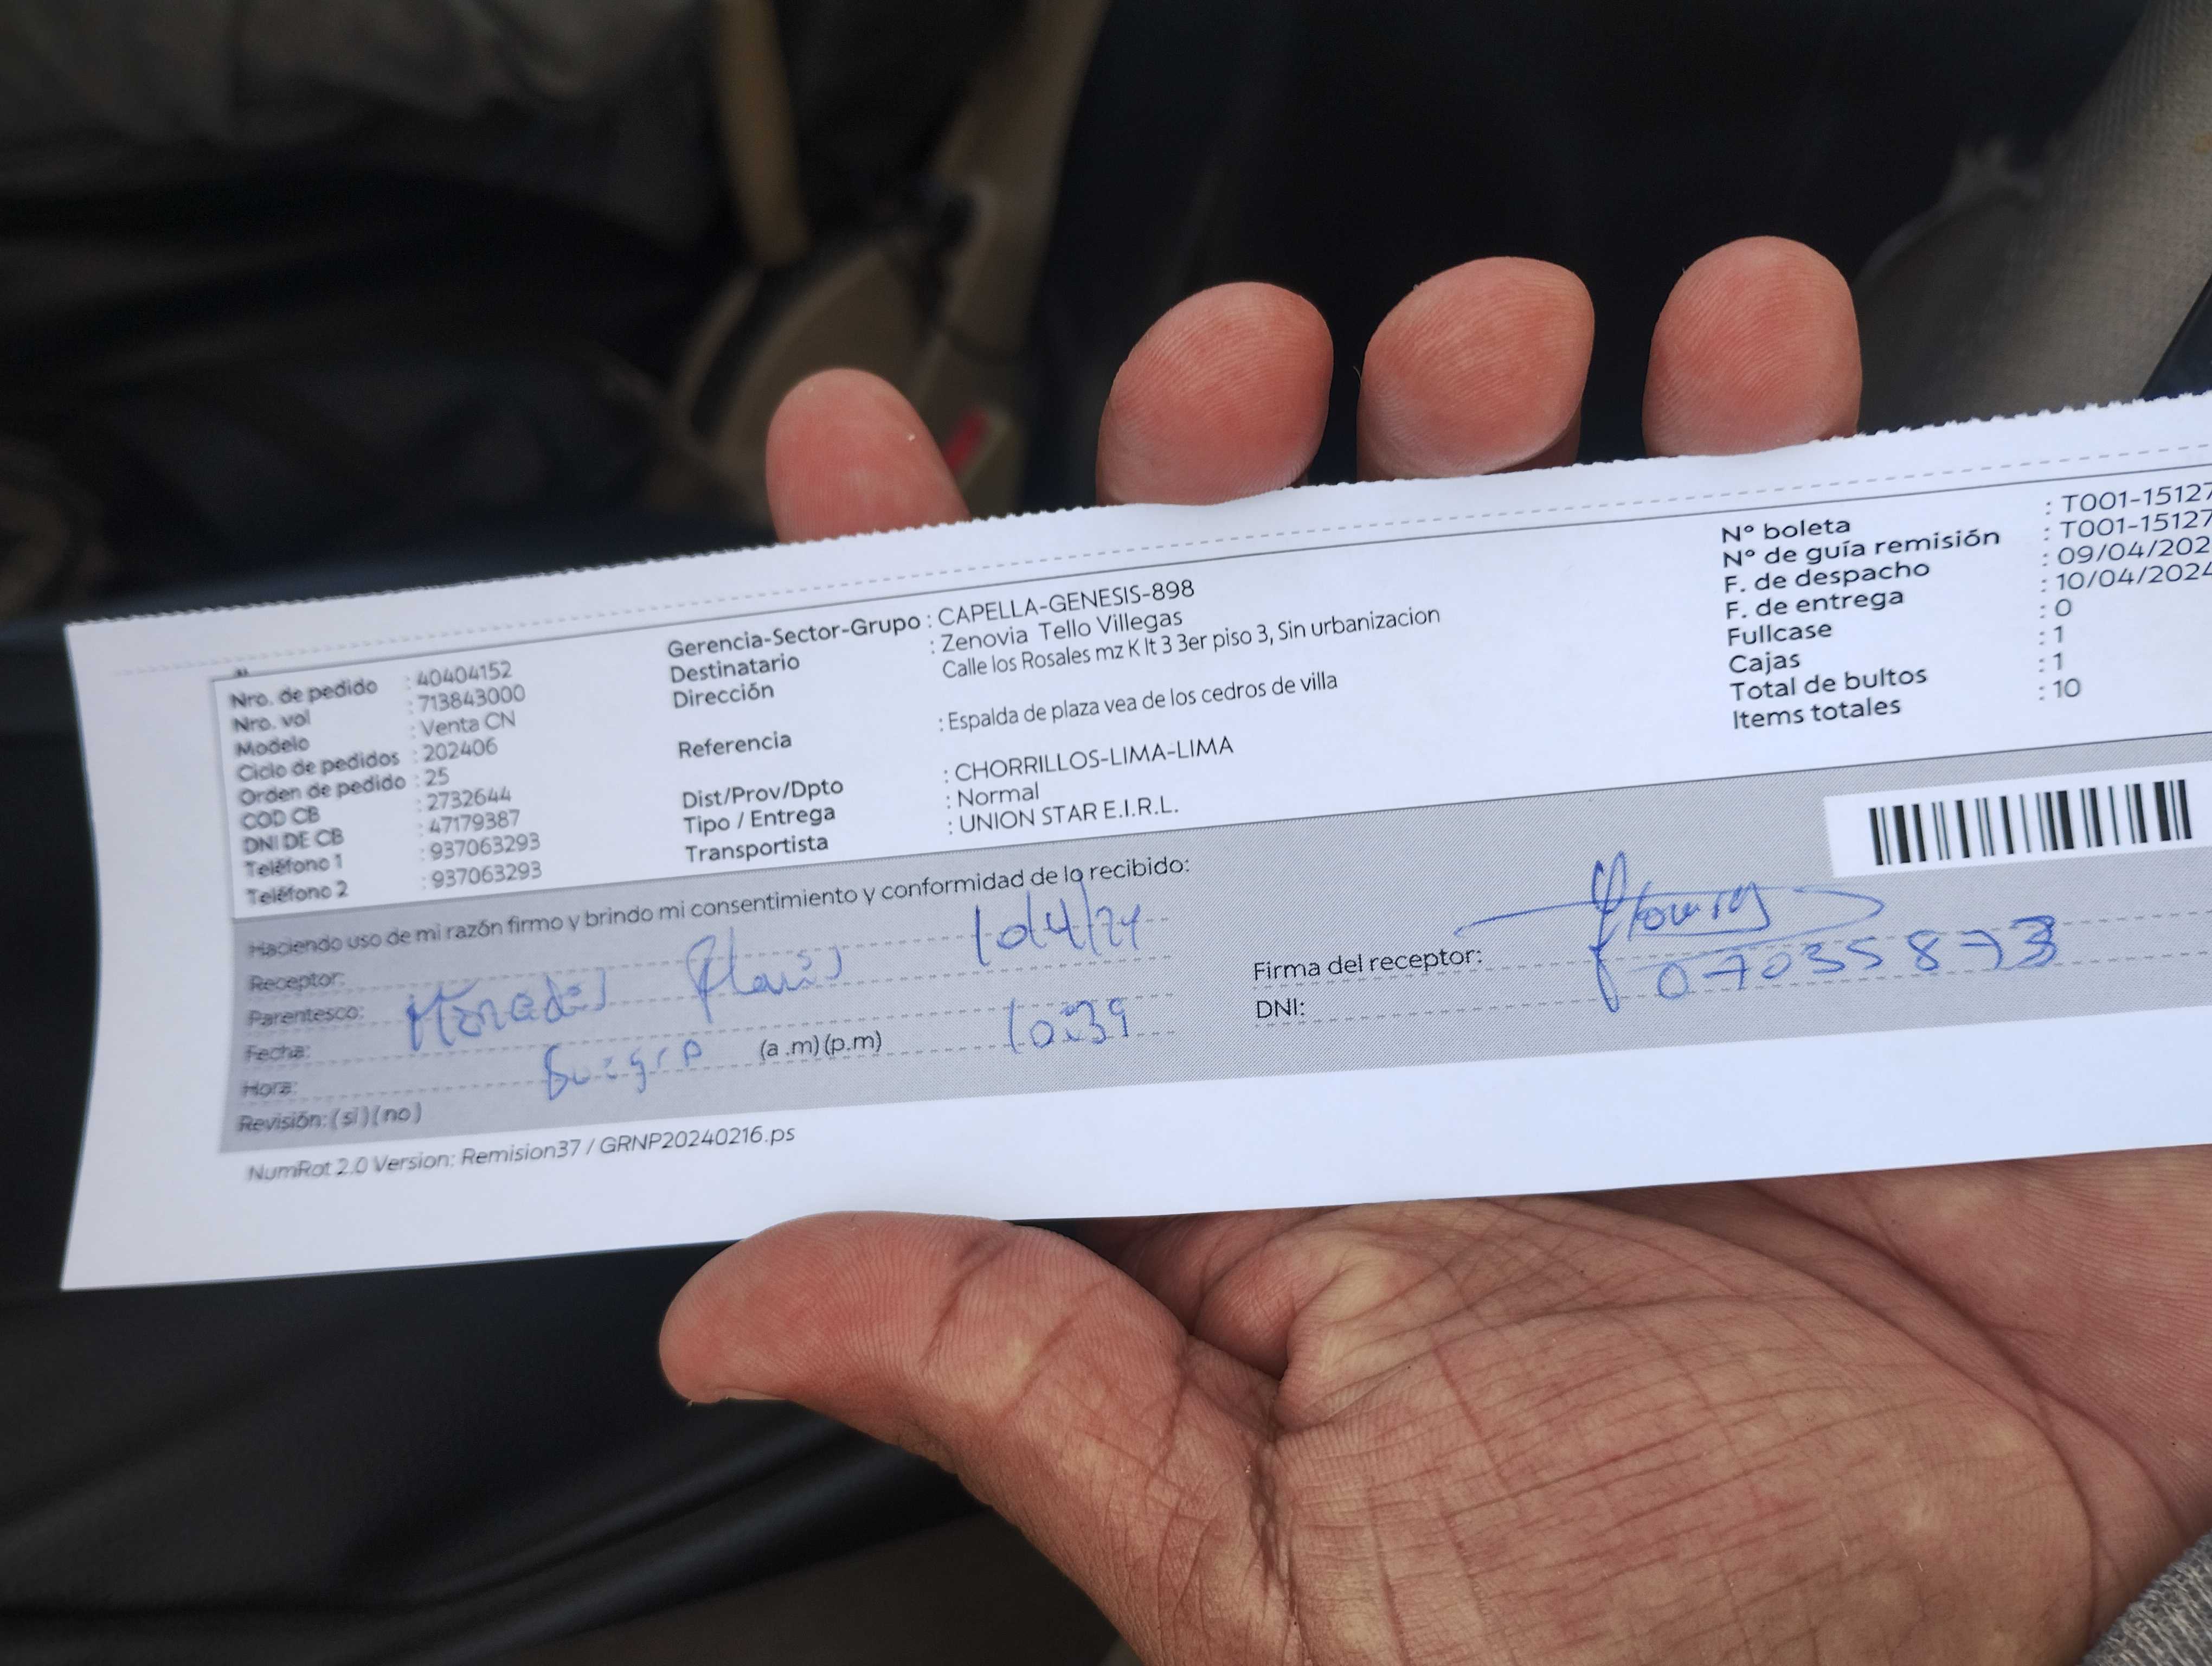 Nro. de pedido : 40404152
Nro. vol : 713843000
Modelo : Venta CN
Ciclo de pedidos : 202406
Orden de pedido : 25
COD CB : 2732644
DNI DE CB : 47179387
Teléfono 1 : 937063293
Teléfono 2 : 937063293
Gerencia-Sector-Grupo : CAPELLA-GENESIS-898
Destinatario : Zenovia Tello Villegas
Dirección Calle los Rosales mz K lt 3 3er piso 3, Sin urbanizacion
Referencia : Espalda de plaza vea de los cedros de villa
Dist/Prov/Dpto : CHORRILLOS-LIMA-LIMA
Tipo / Entrega : Normal
Transportista : UNION STAR E.I.R.L.
N° boleta : T001-15127
N° de guía remisión : T001-15127
F. de despacho : 09/04/202
F. de entrega : 10/04/2024
Fullcase : 0
Cajas : 1
Total de bultos : 1
Items totales : 10
Haciendo uso de mi razón firmo y brindo mi consentimiento y conformidad de lo recibido:
Receptor:
Parentesco:
Fecha: 10/4/24
Hora: (a .m) (p.m) 10:39
Revisión: (si) (no)
Firma del receptor:
DNI: 07035873
NumRot 2.0 Version: Remision37 / GRNP20240216.ps